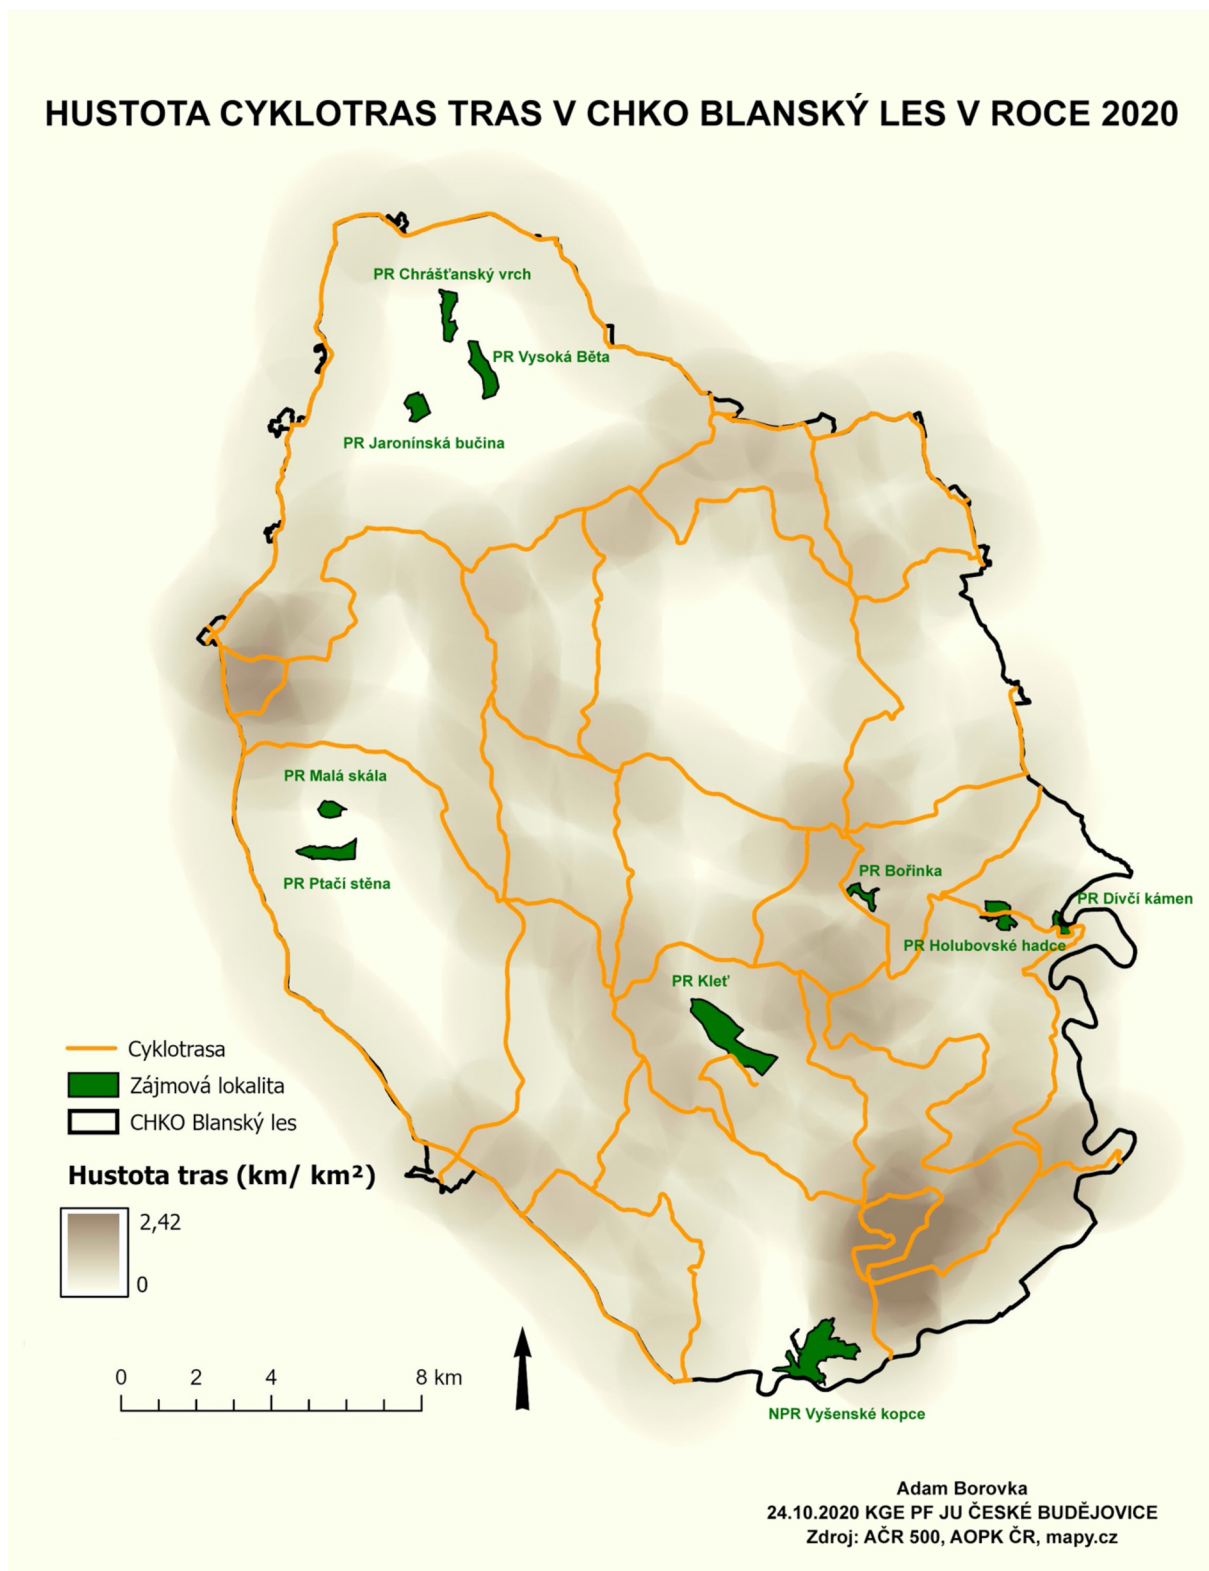 HUSTOTA CYKLOTRAS TRAS V CHKO BLANSKÝ LES V ROCE 2020
PR Chrášťanský vrch
PR Vysoká Běta
PR Jaronínská bučina
PR Malá skála
PR Ptačí stěna
PR Bořinka
PR Dívčí kámen
PR Holubovské hadce
PR Kleť
Cyklotrasa
Zájmová lokalita
CHKO Blanský les
Hustota tras (km/ km²)
2,42
0
0 2 4 8 km
NPR Vyšenské kopce
Adam Borovka
24.10.2020 KGE PF JU ČESKÉ BUDĚJOVICE
Zdroj: AČR 500, AOPK ČR, mapy.cz